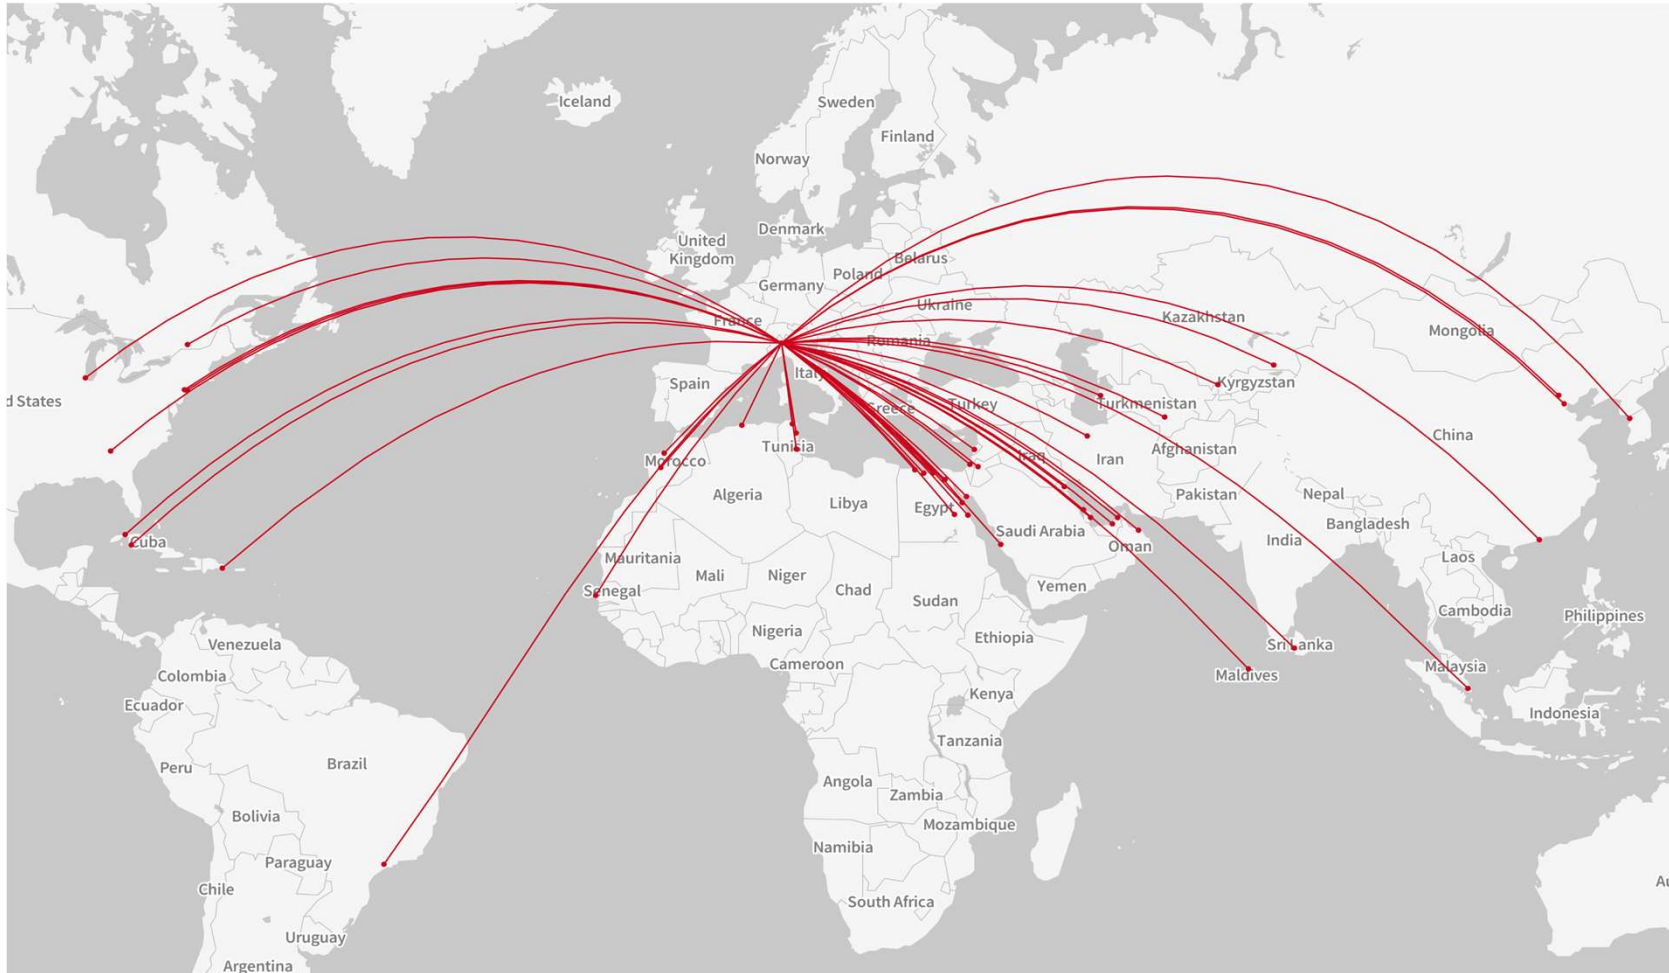 Iceland
Sweden
Finland
Norway
Denmark
United
Kingdom
Belarus
Poland
Germany
Ukraine
France
Kazakhstan
Mongolia
Romania
Italy
Spain
Kyrgyzstan
d States
Greece
Turkey
Turkmenistan
China
Tunisia
Afghanistan
Morocco
Iraq
Iran
Algeria
Libya
Egypt
Pakistan
Nepal
Bangladesh
Saudi Arabia
India
Cuba
Oman
Laos
Mauritania
Mali
Niger
Chad
Yemen
Senegal
Sudan
Cambodia
Philippines
Nigeria
Ethiopia
Venezuela
Sri Lanka
Cameroon
Malaysia
Colombia
Maldives
Kenya
Ecuador
Indonesia
Tanzania
Peru
Brazil
Angola
Zambia
Bolivia
Mozambique
Namibia
Paraguay
Chile
Au
South Africa
Uruguay
Argentina